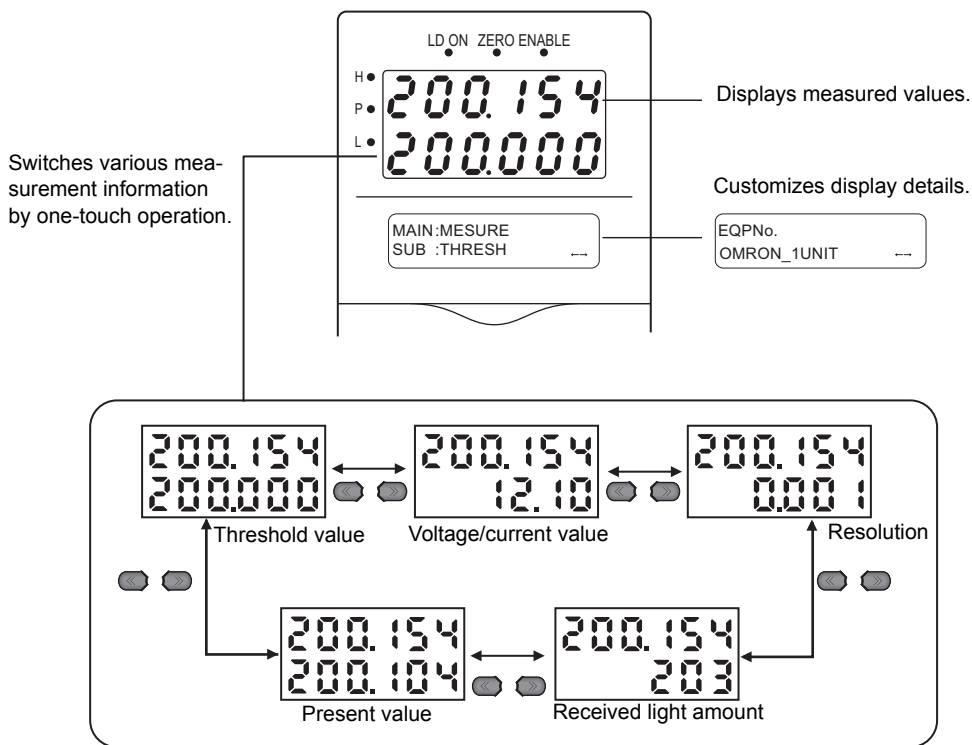 LD ON ZERO ENABLE
H
200.154
Displays measured values.
P
L
200.000
Switches various mea-
surement information
by one-touch operation.
Customizes display details.
MAIN:MESURE
SUB :THRESH ←→
EQPNo.
OMRON_1UNIT ←→
200.154
200.000
Threshold value
200.154
12.10
Voltage/current value
200.154
0.001
Resolution
200.154
200.104
Present value
200.154
203
Received light amount